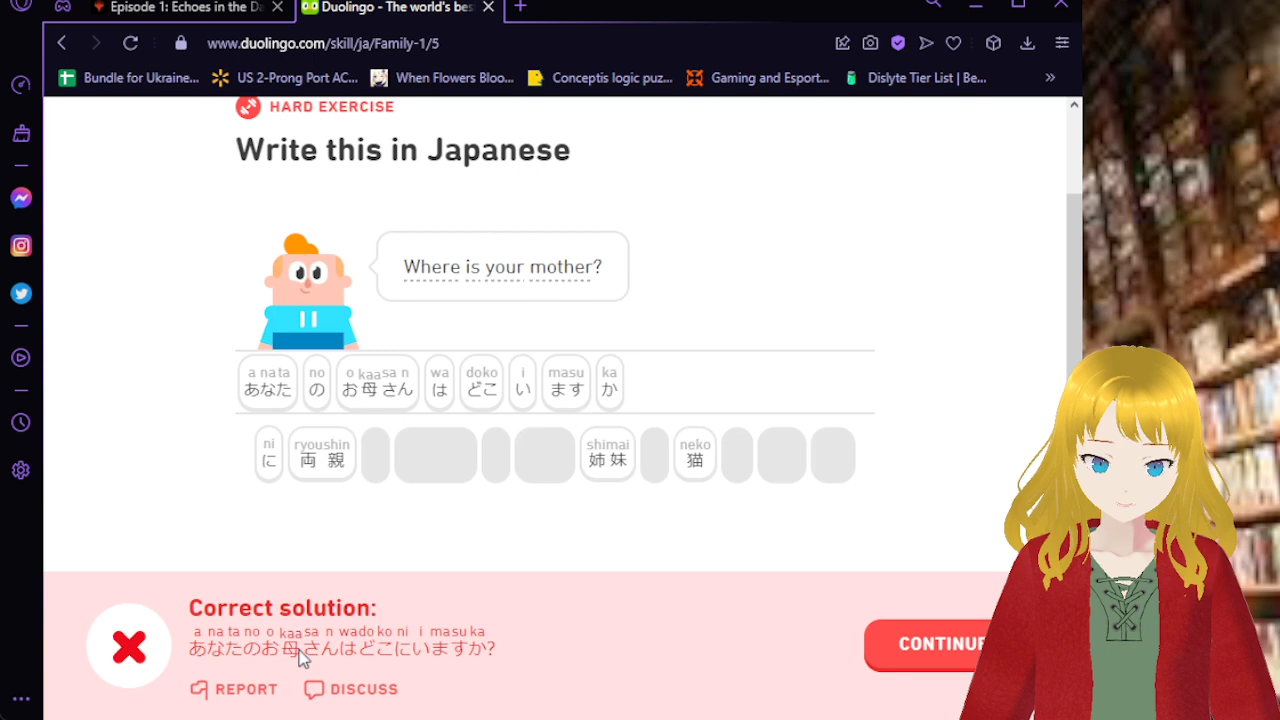 Episode 1: Echoes in the Da
Duolingo - The world's bes
www.duolingo.com/skill/ja/Family-1/5
Bundle for Ukraine...
US 2-Prong Port AC...
When Flowers Bloo...
Conceptis logic puz...
Gaming and Esport...
Dislyte Tier List | Be...
HARD EXERCISE
Write this in Japanese
Where is your mother?
a na ta no o kaa sa n wa doko i masu ka
あなた の お母さん は どこ い ます か
ni ryoushin shimai neko
に 両親 姉妹 猫
Correct solution:
a na ta no o kaa sa n wa do ko ni i masu ka
あなたのお母さんはどこにいますか?
REPORT DISCUSS
CONTINUE